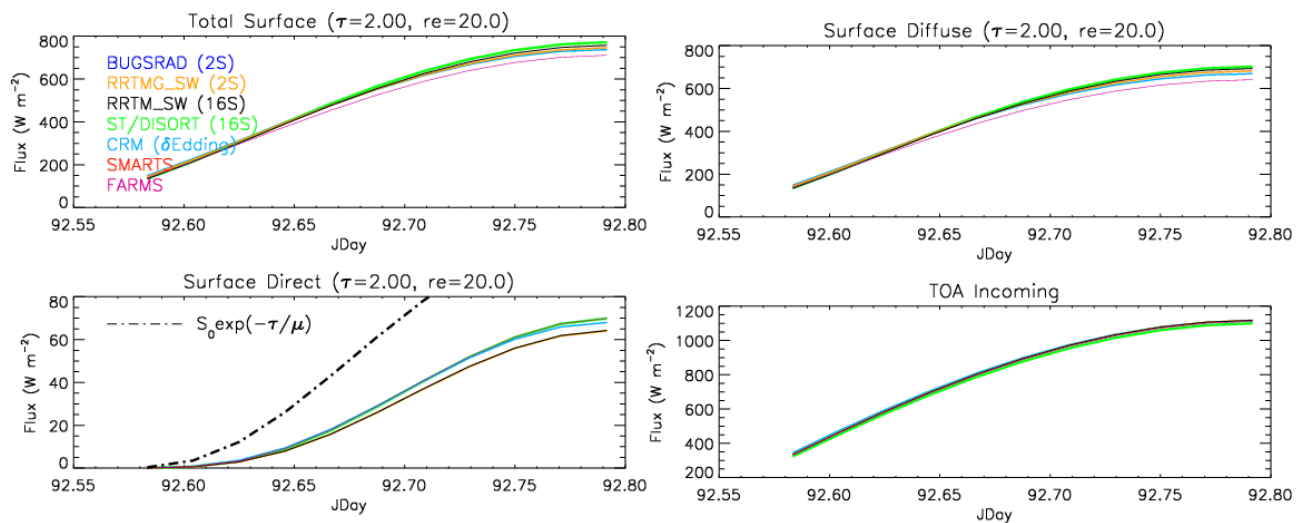 Total Surface (τ=2.00, re=20.0)
800
600
400
200
0
Flux (W m⁻²)
BUGSRAD (2S)
RRTMG_SW (2S)
RRTM_SW (16S)
ST/DISORT (16S)
CRM (δEdding)
SMARTS
FARMS
92.55 92.60 92.65 92.70 92.75 92.80
JDay
Surface Diffuse (τ=2.00, re=20.0)
800
600
400
200
0
Flux (W m⁻²)
92.55 92.60 92.65 92.70 92.75 92.80
JDay
Surface Direct (τ=2.00, re=20.0)
80
60
40
20
0
Flux (W m⁻²)
S₀exp(−τ/μ)
92.55 92.60 92.65 92.70 92.75 92.80
JDay
TOA Incoming
1200
1000
800
600
400
200
Flux (W m⁻²)
92.55 92.60 92.65 92.70 92.75 92.80
JDay